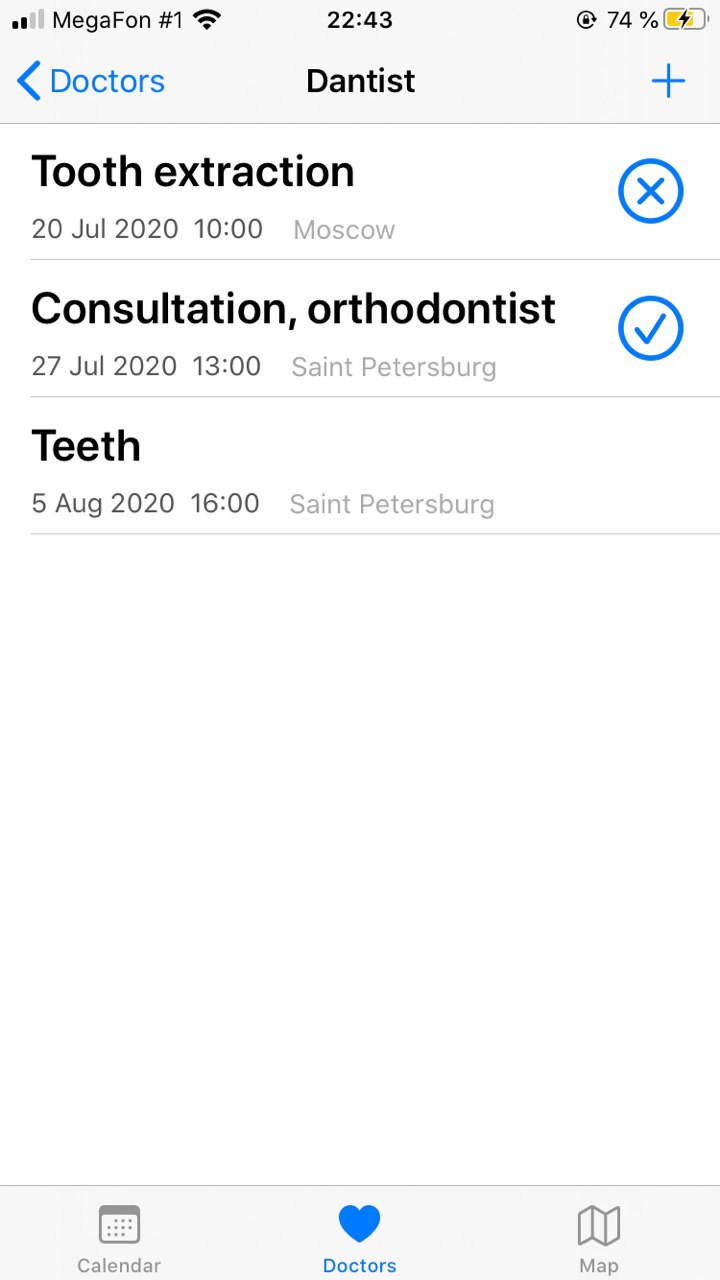 MegaFon #1 22:43 74 %
Doctors Dantist
Tooth extraction
20 Jul 2020 10:00 Moscow
Consultation, orthodontist
27 Jul 2020 13:00 Saint Petersburg
Teeth
5 Aug 2020 16:00 Saint Petersburg
Calendar Doctors Map